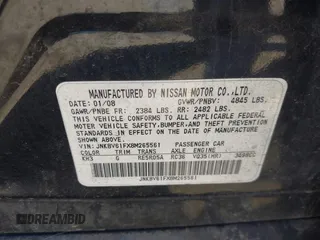 MANUFACTURED BY NISSAN MOTOR CO.,LTD.
DATE: 01/08 GVWR/PNBV: 4845 LBS.
GAWR/PNBE FR: 2384 LBS. RR: 2482 LBS.
THIS VEHICLE CONFORMS TO ALL APPLICABLE FEDERAL
MOTOR VEHICLE SAFETY,BUMPER,AND THEFT PREVENTION
STANDARDS IN EFFECT ON THE DATE OF MANUFACTURE
SHOWN ABOVE.
VIN: JNKBV61FX8M265561 PASSENGER CAR
COLOR TRIM TRANS AXLE ENGINE
KH3 G RE5R05A RC36 VQ35(HR)
JNKBV61FX8M265561
DREAMBID